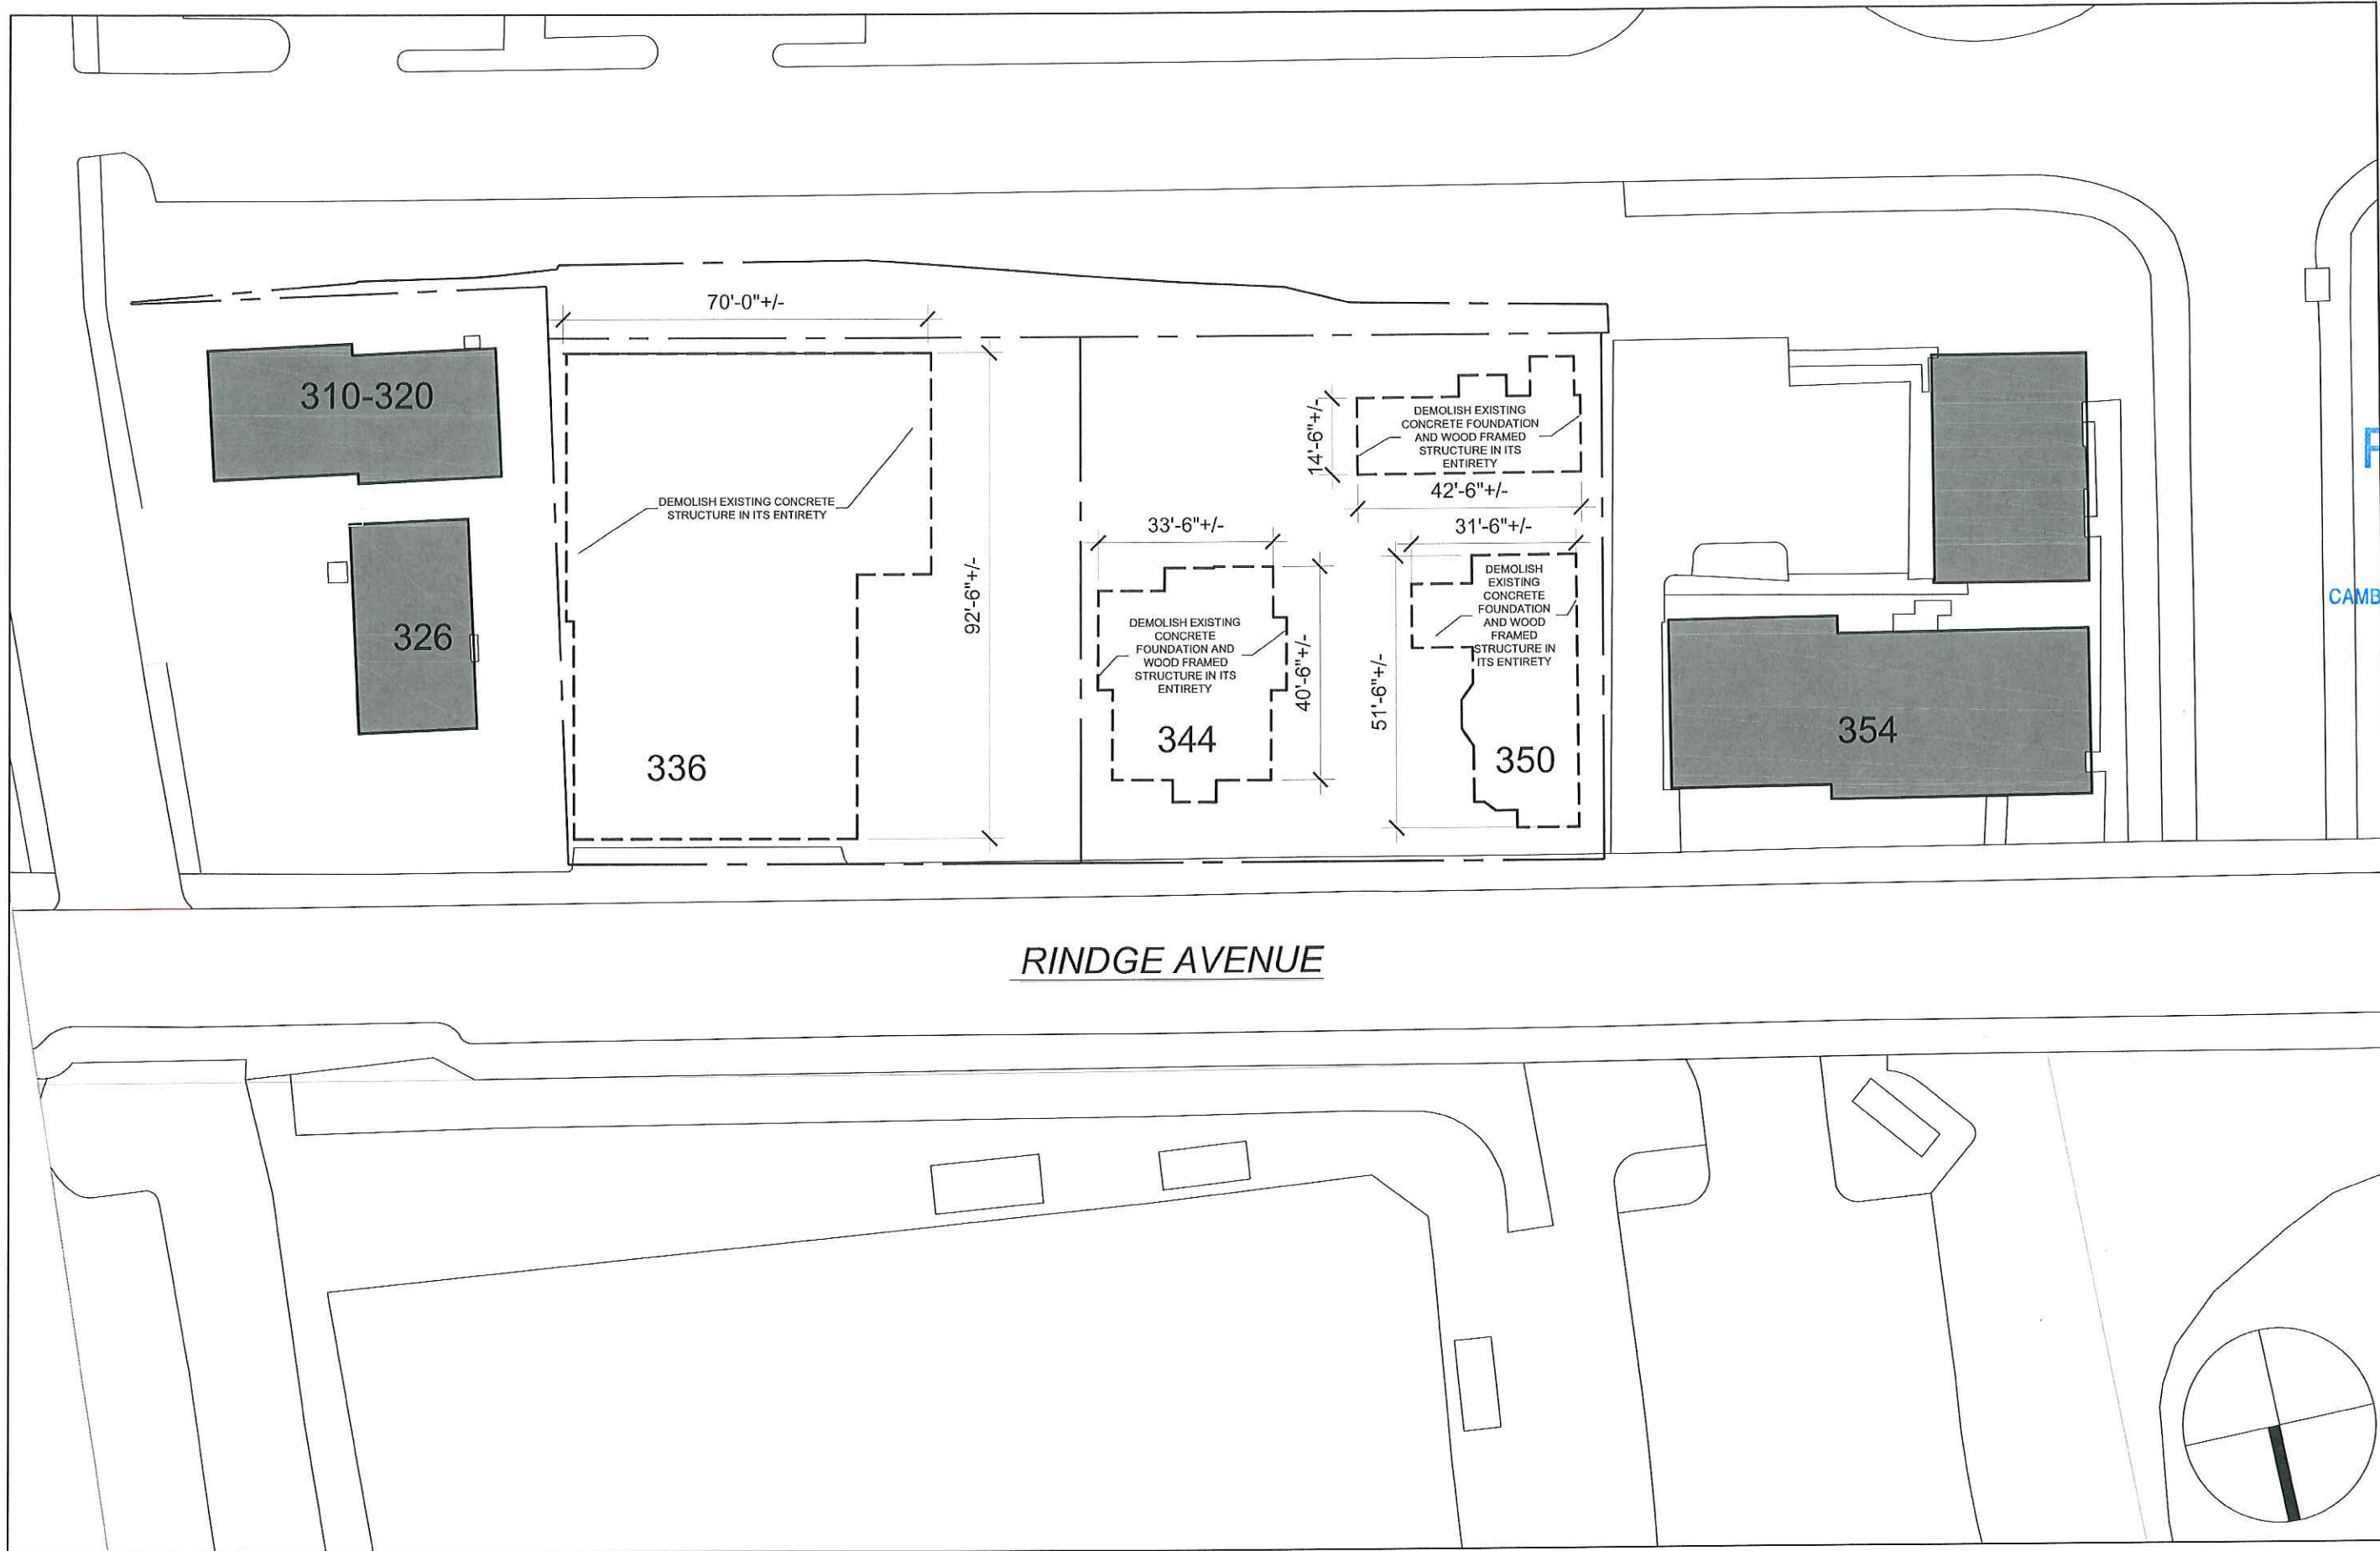 70'-0"+/-
310-320
326
DEMOLISH EXISTING CONCRETE
STRUCTURE IN ITS ENTIRETY
92'-6"+/-
336
DEMOLISH EXISTING
CONCRETE FOUNDATION
AND WOOD FRAMED
STRUCTURE IN ITS
ENTIRETY
14'-6"+/-
42'-6"+/-
33'-6"+/-
DEMOLISH EXISTING
CONCRETE
FOUNDATION AND
WOOD FRAMED
STRUCTURE IN ITS
ENTIRETY
40'-6"+/-
344
31'-6"+/-
DEMOLISH
EXISTING
CONCRETE
FOUNDATION
AND WOOD
FRAMED
STRUCTURE IN
ITS ENTIRETY
51'-6"+/-
350
354
F
CAMB
RINDGE AVENUE